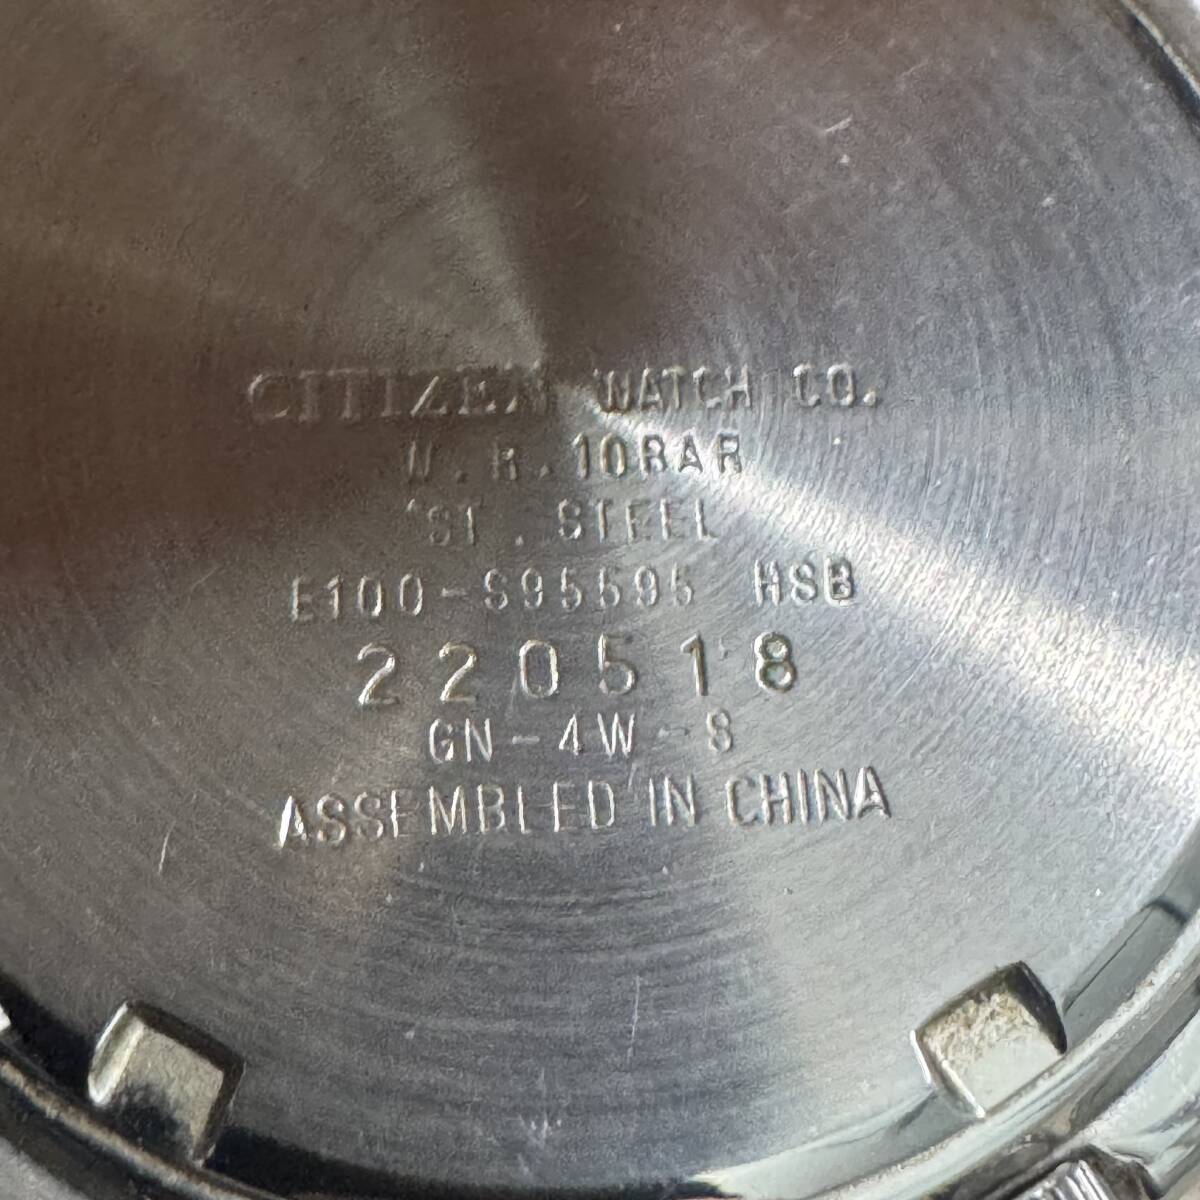 CITIZEN WATCH CO.
W.R.10BAR
ST. STEEL
E100-S95595 HSB
220518
GN-4W-S
ASSEMBLED IN CHINA